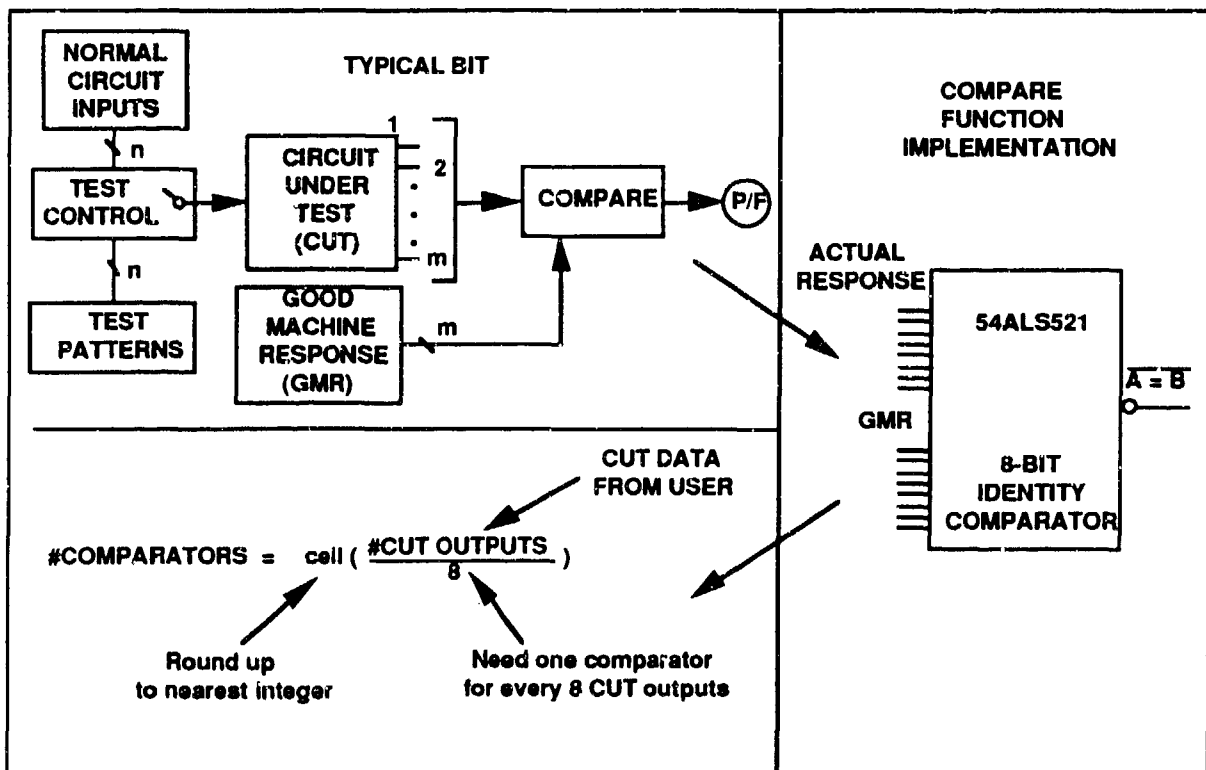 NORMAL
CIRCUIT
INPUTS
n
TEST
CONTROL
n
TEST
PATTERNS
TYPICAL BIT
CIRCUIT
UNDER
TEST
(CUT)
1
2
m
COMPARE
P/F
GOOD
MACHINE
RESPONSE
(GMR)
m
COMPARE
FUNCTION
IMPLEMENTATION
ACTUAL
RESPONSE
54ALS521
A = B
GMR
8-BIT
IDENTITY
COMPARATOR
CUT DATA
FROM USER
#COMPARATORS = ceil ( #CUT OUTPUTS
8 )
Round up
to nearest integer
Need one comparator
for every 8 CUT outputs